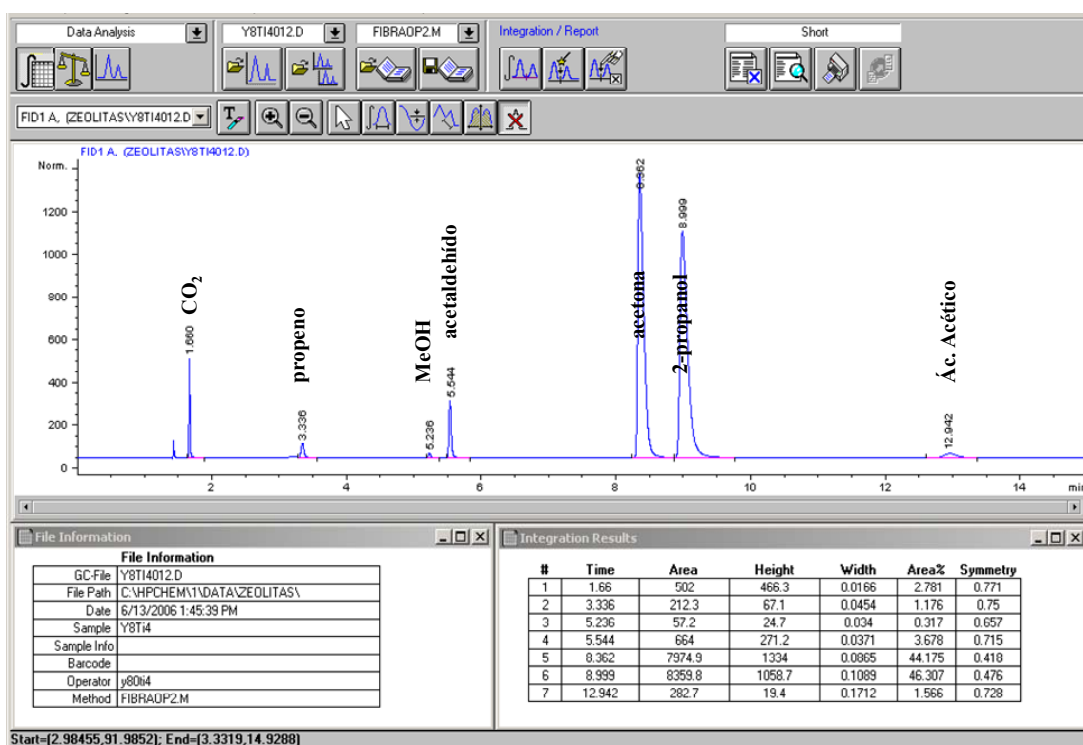 Data Analysis
Y8TI4012.D
FIBRAOP2.M
Integration / Report
Short
FID1 A, (ZEOLITAS\Y8TI4012.D
FID1 A, (ZEOLITAS\Y8TI4012.D)
Norm.
1200
1000
800
600
400
200
0
1.660
CO2
3.336
propeno
5.236
MeOH
5.544
acetaldehído
8.362
acetona
8.999
2-propanol
12.942
Ác. Acético
2 4 6 8 10 12 14 min
File Information
File Information
GC-File Y8TI4012.D
File Path C:\HPCHEM\1\DATA\ZEOLITAS\
Date 6/13/2006 1:45:39 PM
Sample Y8Ti4
Sample Info
Barcode
Operator y80ti4
Method FIBRAOP2.M
Integration Results
# Time Area Height Width Area% Symmetry
1 1.66 502 466.3 0.0166 2.781 0.771
2 3.336 212.3 67.1 0.0454 1.176 0.75
3 5.236 57.2 24.7 0.034 0.317 0.657
4 5.544 664 271.2 0.0371 3.678 0.715
5 8.362 7974.9 1334 0.0865 44.175 0.418
6 8.999 8359.8 1058.7 0.1089 46.307 0.476
7 12.942 282.7 19.4 0.1712 1.566 0.728
Start=(2.98455,91.9852); End=(3.3319,14.9288)